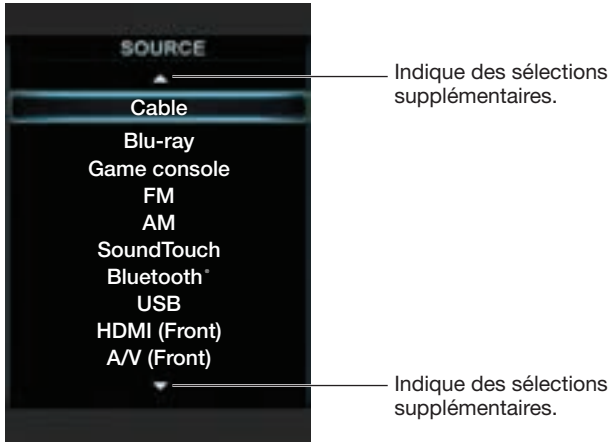 SOURCE
Indique des sélections
supplémentaires.
Cable
Blu-ray
Game console
FM
AM
SoundTouch
Bluetooth®
USB
HDMI (Front)
A/V (Front)
Indique des sélections
supplémentaires.